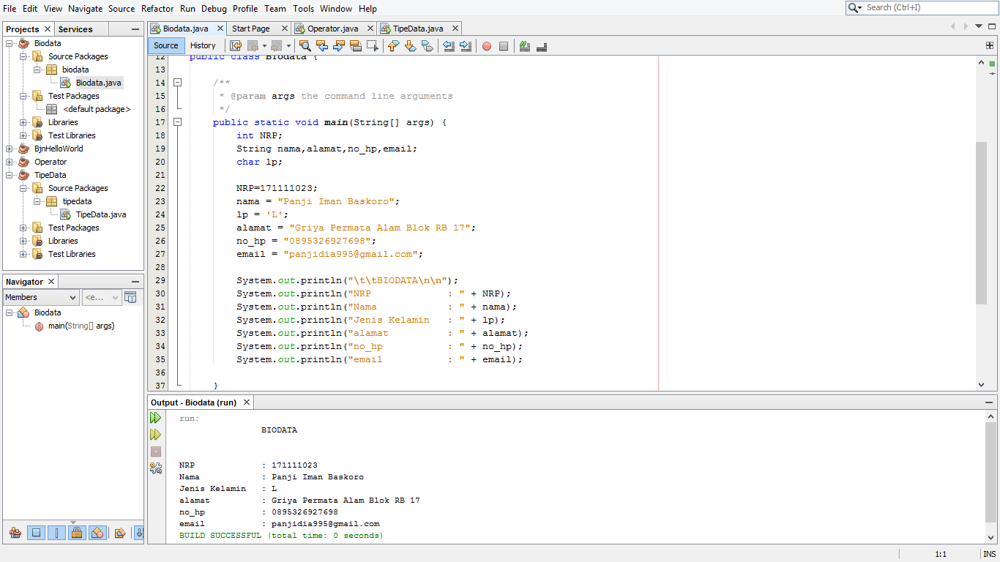 File Edit View Navigate Source Refactor Run Debug Profile Team Tools Window Help
Search (Ctrl+I)
Projects
Services
Biodata
Source Packages
biodata
Biodata.java
Test Packages
<default package>
Libraries
Test Libraries
BjnHelloWorld
Operator
TipeData
Source Packages
tipedata
TipeData.java
Test Packages
Libraries
Test Libraries
Navigator
Members
<e...
Biodata
main(String[] args)
Biodata.java
Start Page
Operator.java
TipeData.java
Source
History
12 public class Biodata {
13
14 /**
15 * @param args the command line arguments
16 */
17 public static void main(String[] args) {
18 int NRP;
19 String nama,alamat,no_hp,email;
20 char lp;
21
22 NRP=171111023;
23 nama = "Panji Iman Baskoro";
24 lp = 'L';
25 alamat = "Griya Permata Alam Blok RB 17";
26 no_hp = "0895326927698";
27 email = "panjidia995@gmail.com";
28
29 System.out.println("\t\tBIODATA\n\n");
30 System.out.println("NRP             : " + NRP);
31 System.out.println("Nama            : " + nama);
32 System.out.println("Jenis Kelamin   : " + lp);
33 System.out.println("alamat          : " + alamat);
34 System.out.println("no_hp           : " + no_hp);
35 System.out.println("email           : " + email);
36
37 }
Output - Biodata (run)
run:
BIODATA
NRP             : 171111023
Nama            : Panji Iman Baskoro
Jenis Kelamin   : L
alamat          : Griya Permata Alam Blok RB 17
no_hp           : 0895326927698
email           : panjidia995@gmail.com
BUILD SUCCESSFUL (total time: 0 seconds)
1:1
INS